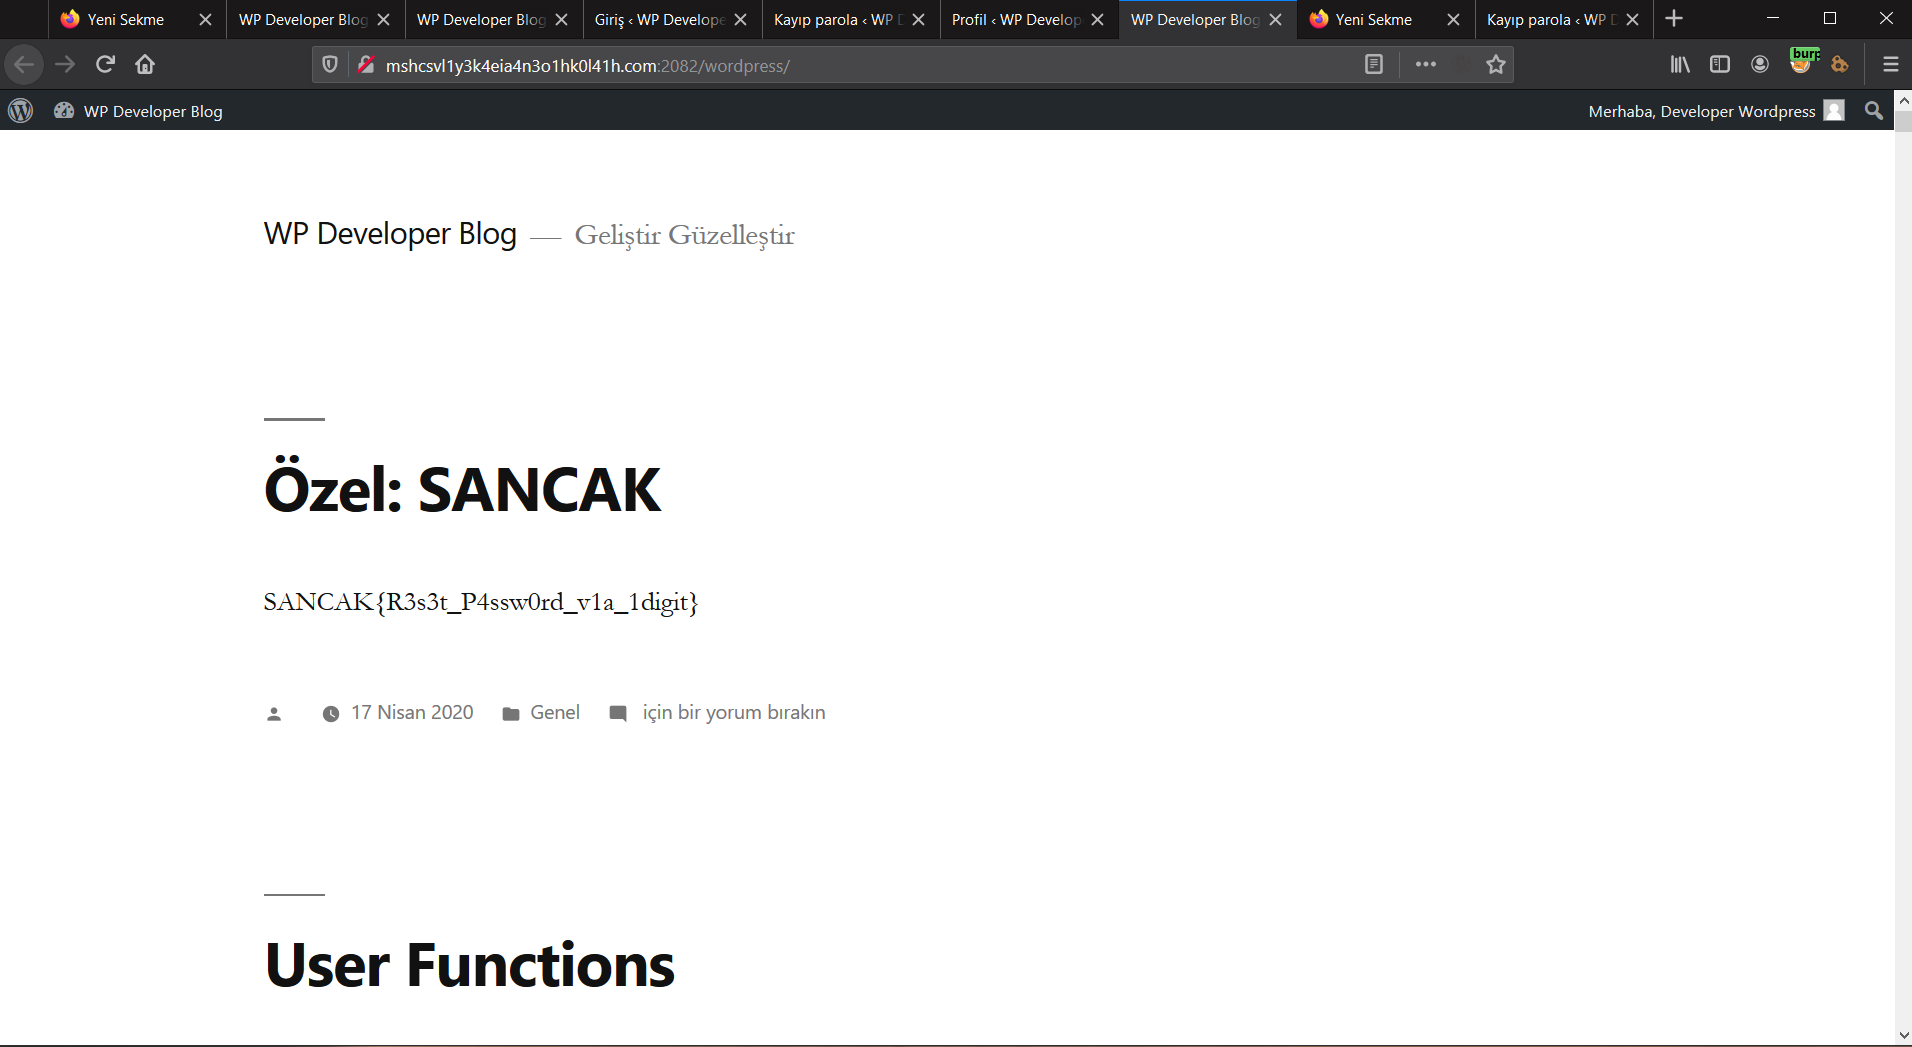 Yeni Sekme
WP Developer Blog
WP Developer Blog
Giriş ‹ WP Develope
Kayıp parola ‹ WP D
Profil ‹ WP Develop
WP Developer Blog
Yeni Sekme
Kayıp parola ‹ WP D
mshcsvl1y3k4eia4n3o1hk0l41h.com:2082/wordpress/
burp
WP Developer Blog
Merhaba, Developer Wordpress
WP Developer Blog — Geliştir Güzelleştir
Özel: SANCAK
SANCAK{R3s3t_P4ssw0rd_v1a_1digit}
17 Nisan 2020 Genel için bir yorum bırakın
User Functions